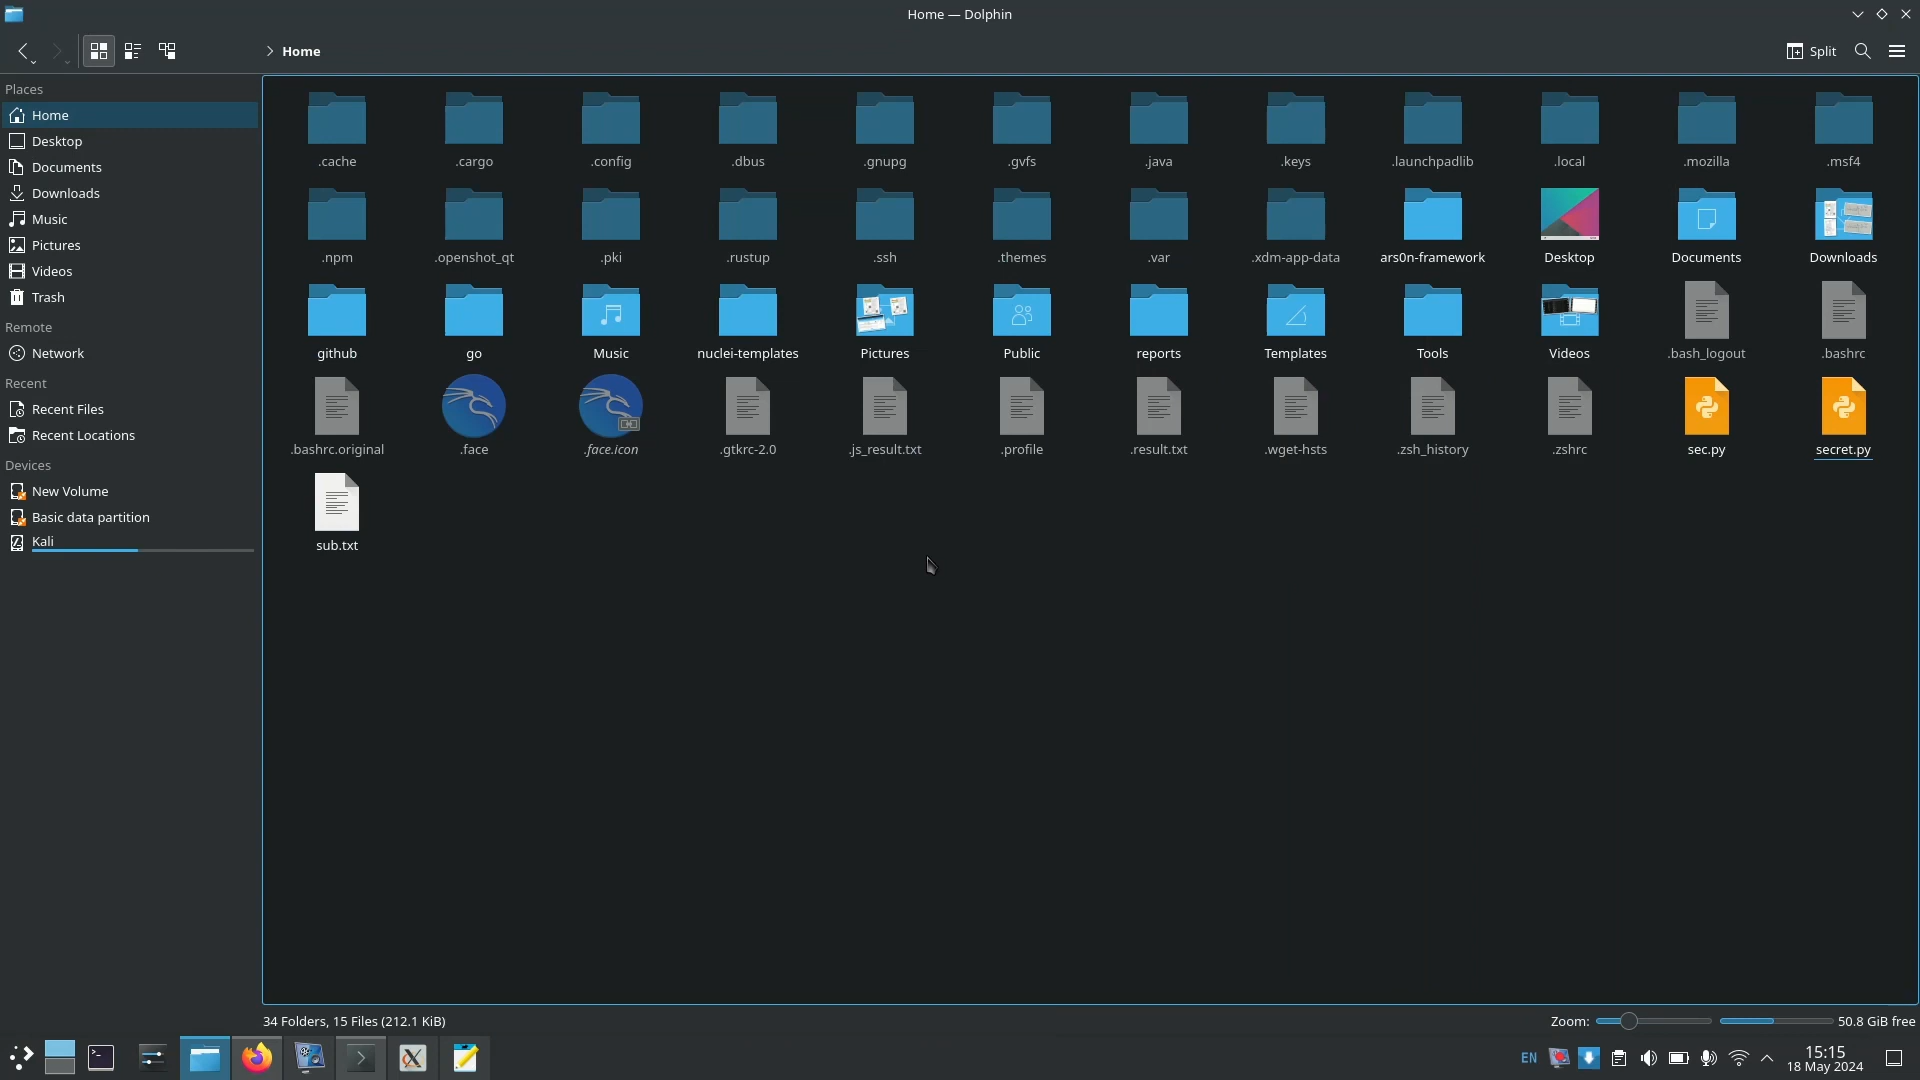 Home — Dolphin
Home
Split
Places
Home
Desktop
Documents
Downloads
Music
Pictures
Videos
Trash
Remote
Network
Recent
Recent Files
Recent Locations
Devices
New Volume
Basic data partition
Kali
.cache .cargo .config .dbus .gnupg .gvfs .java .keys .launchpadlib .local .mozilla .msf4
.npm .openshot_qt .pki .rustup .ssh .themes .var .xdm-app-data ars0n-framework Desktop Documents Downloads
github go Music nuclei-templates Pictures Public reports Templates Tools Videos .bash_logout .bashrc
.bashrc.original .face .face.icon .gtkrc-2.0 .js_result.txt .profile .result.txt .wget-hsts .zsh_history .zshrc sec.py secret.py
sub.txt
34 Folders, 15 Files (212.1 KiB)
Zoom:
50.8 GiB free
EN
15:15
18 May 2024